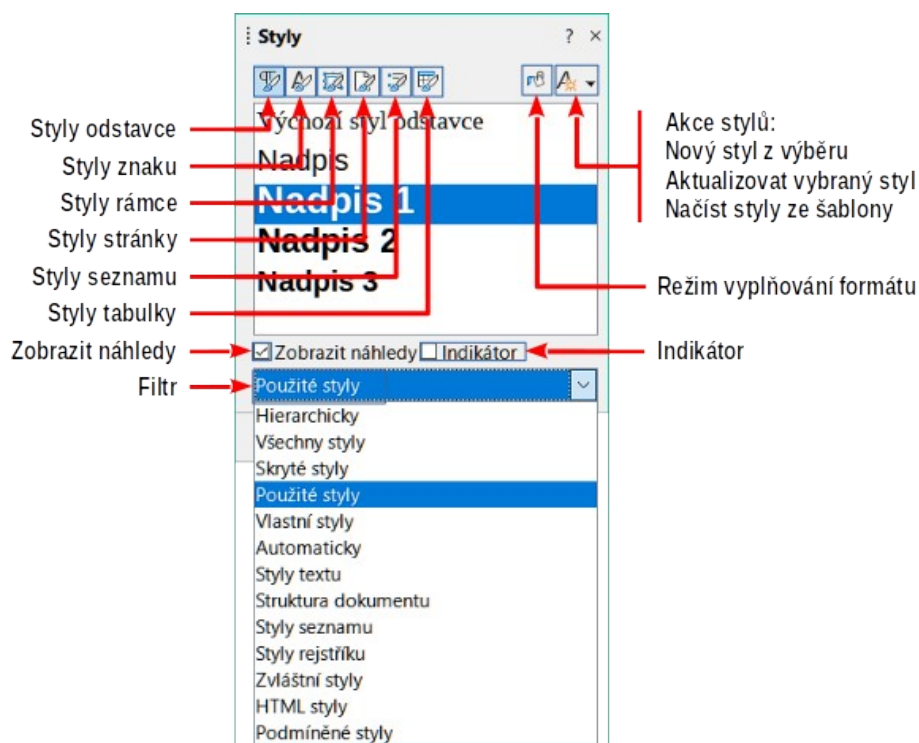 Styly
? ×
Výchozí styl odstavce
Nadpis
Nadpis 1
Nadpis 2
Nadpis 3
Styly odstavce
Styly znaku
Styly rámce
Styly stránky
Styly seznamu
Styly tabulky
Zobrazit náhledy
Filtr
Akce stylů:
Nový styl z výběru
Aktualizovat vybraný styl
Načíst styly ze šablony
Režim vyplňování formátu
Indikátor
Zobrazit náhledy Indikátor
Použité styly
Hierarchicky
Všechny styly
Skryté styly
Použité styly
Vlastní styly
Automaticky
Styly textu
Struktura dokumentu
Styly seznamu
Styly rejstříku
Zvláštní styly
HTML styly
Podmíněné styly